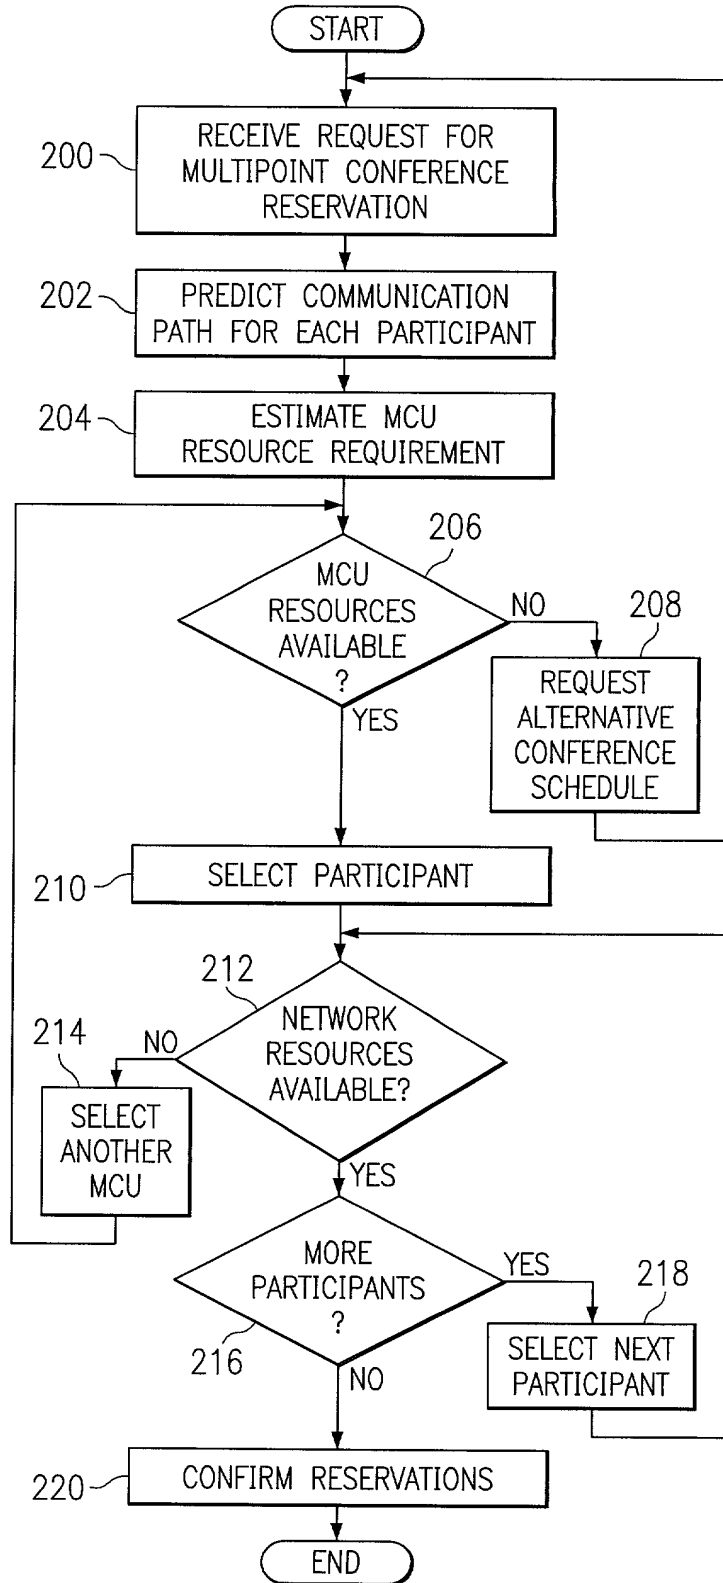 START
200
RECEIVE REQUEST FOR
MULTIPOINT CONFERENCE
RESERVATION
202
PREDICT COMMUNICATION
PATH FOR EACH PARTICIPANT
204
ESTIMATE MCU
RESOURCE REQUIREMENT
206
MCU
RESOURCES
AVAILABLE
?
NO
YES
208
REQUEST
ALTERNATIVE
CONFERENCE
SCHEDULE
210
SELECT PARTICIPANT
212
NETWORK
RESOURCES
AVAILABLE?
NO
YES
214
SELECT
ANOTHER
MCU
MORE
PARTICIPANTS
?
216
YES
NO
218
SELECT NEXT
PARTICIPANT
220
CONFIRM RESERVATIONS
END